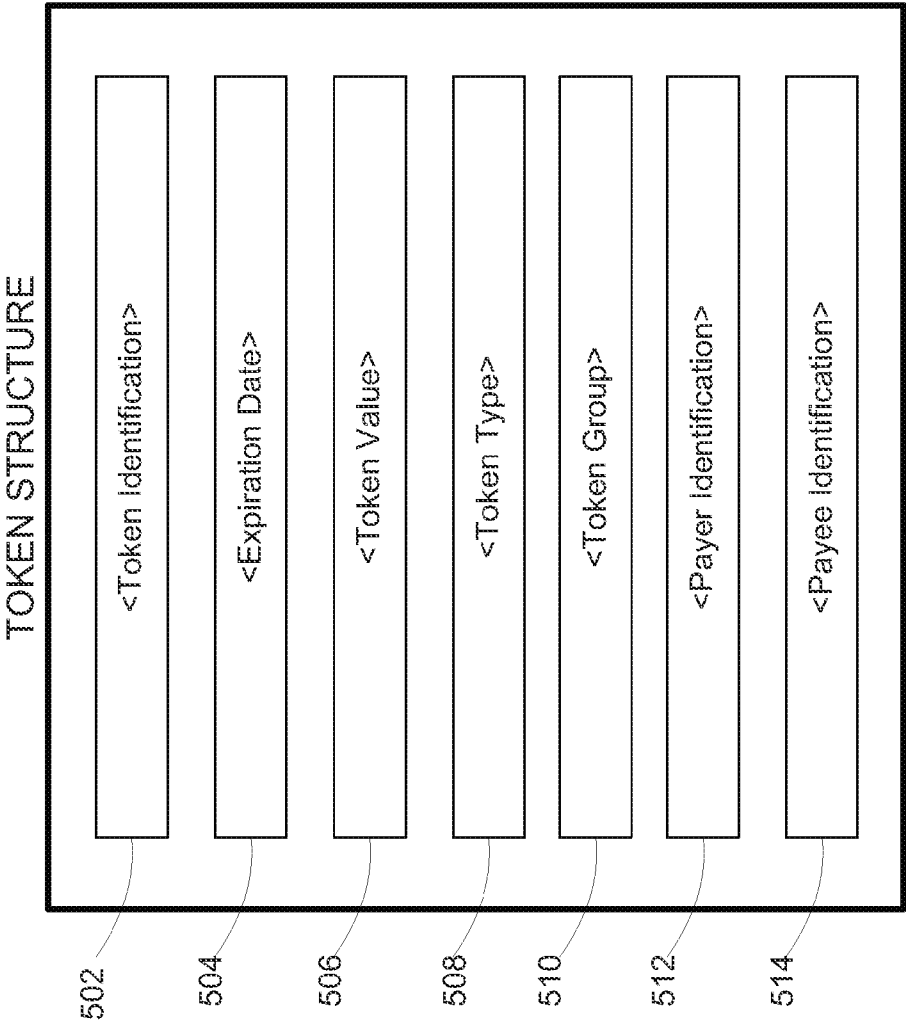 TOKEN STRUCTURE
502
<Token Identification>
504
<Expiration Date>
506
<Token Value>
508
<Token Type>
510
<Token Group>
512
<Payer Identification>
514
<Payee Identification>